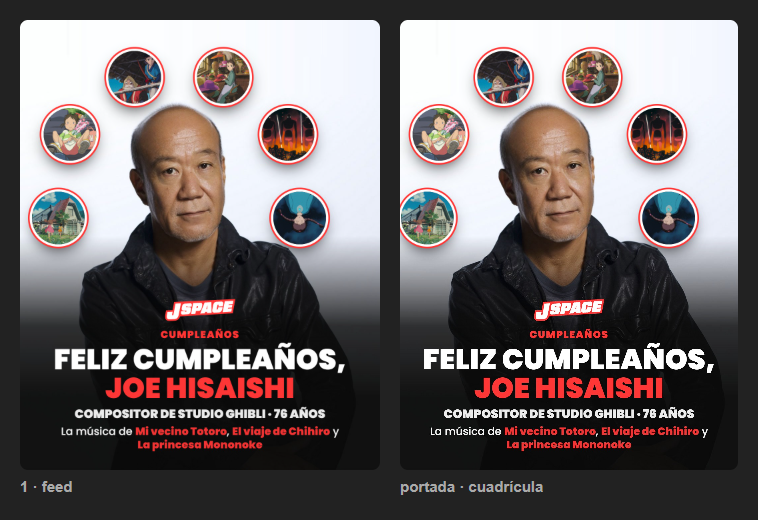 JSPACE
CUMPLEAÑOS
FELIZ CUMPLEAÑOS,
JOE HISAISHI
COMPOSITOR DE STUDIO GHIBLI · 76 AÑOS
La música de Mi vecino Totoro, El viaje de Chihiro y
La princesa Mononoke
1 · feed
JSPACE
CUMPLEAÑOS
FELIZ CUMPLEAÑOS,
JOE HISAISHI
COMPOSITOR DE STUDIO GHIBLI · 76 AÑOS
La música de Mi vecino Totoro, El viaje de Chihiro y
La princesa Mononoke
portada · cuadrícula